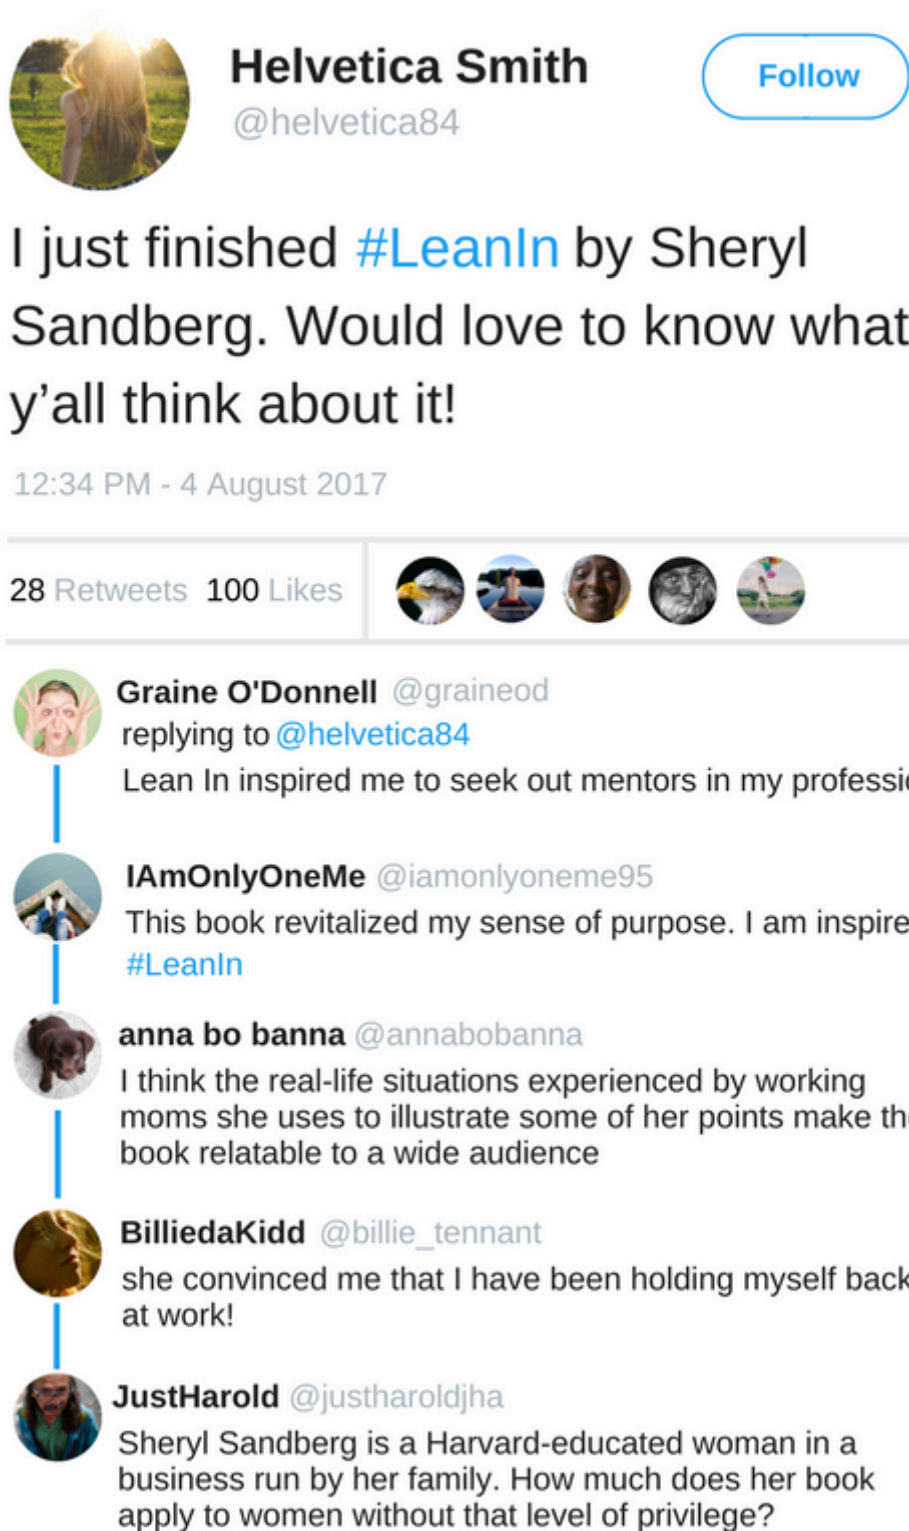 Helvetica Smith
Follow
@helvetica84
I just finished #LeanIn by Sheryl
Sandberg. Would love to know what
y’all think about it!
12:34 PM - 4 August 2017
28 Retweets 100 Likes
Graine O'Donnell @graineod
replying to @helvetica84
Lean In inspired me to seek out mentors in my
IAmOnlyOneMe @iamonlyoneme95
This book revitalized my sense of purpose. I am
#LeanIn
anna bo banna @annabobanna
I think the real-life situations experienced by working
moms she uses to illustrate some of her points make
book relatable to a wide audience
BilliedaKidd @billie_tennant
she convinced me that I have been holding myself back
at work!
JustHarold @justharoldjha
Sheryl Sandberg is a Harvard-educated woman in a
business run by her family. How much does her book
apply to women without that level of privilege?